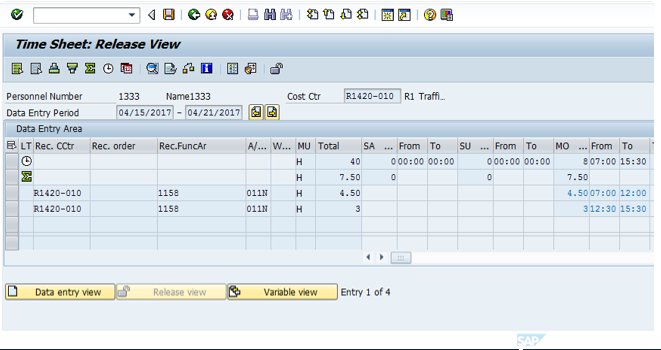 Time Sheet: Release View
Personnel Number 1333 Name1333 Cost Ctr R1420-010 R1 Traffi..
Data Entry Period 04/15/2017 - 04/21/2017
Data Entry Area
LT Rec. CCtr Rec. order Rec.FuncAr A/... W... MU Total SA ... From To SU ... From To MO ... From To
H 40 0 00:00 00:00 0 00:00 00:00 8 07:00 15:30
H 7.50 0 0 7.50
R1420-010 1158 011N H 4.50 4.50 07:00 12:00
R1420-010 1158 011N H 3 3 12:30 15:30
Data entry view Release view Variable view Entry 1 of 4
SAP